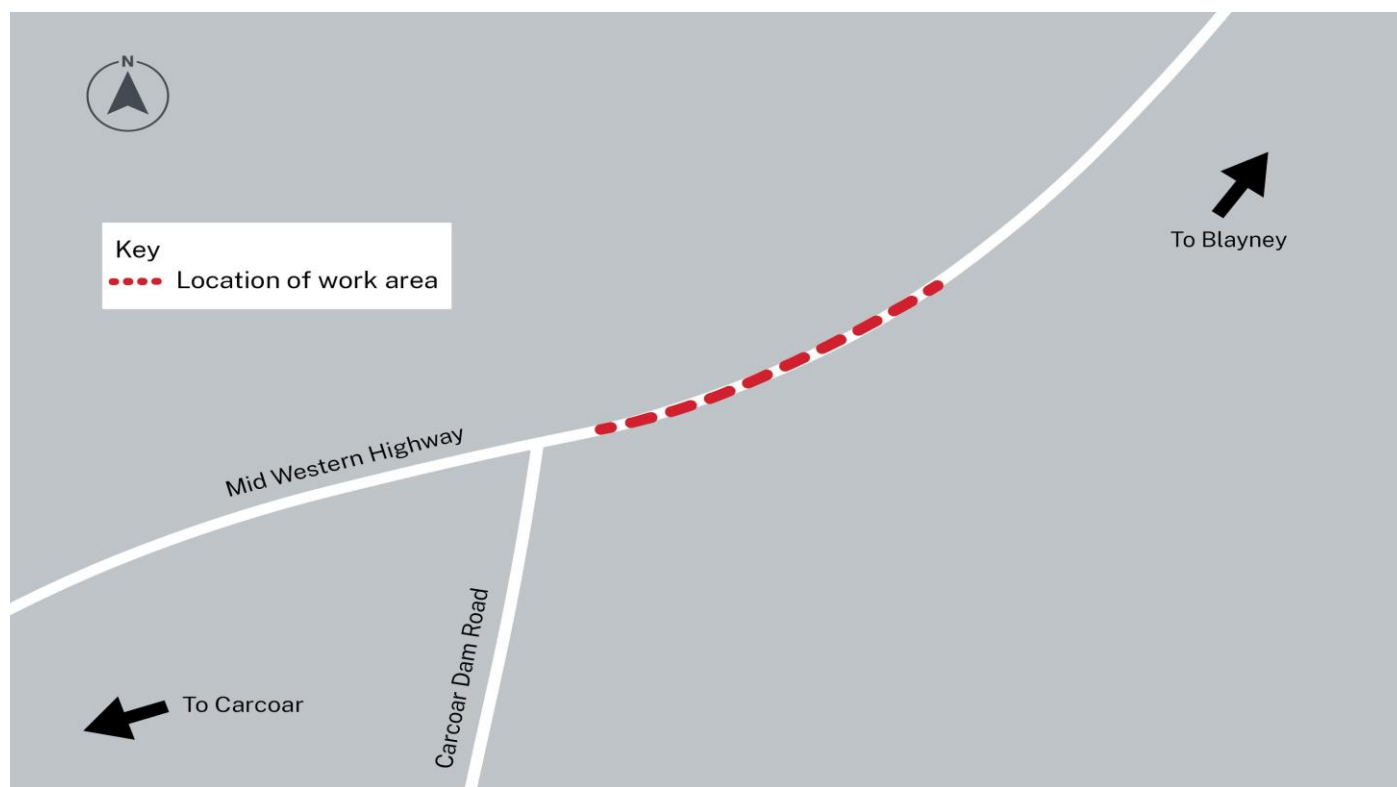 N
To Blayney
Key
Location of work area
Mid Western Highway
Carcoar Dam Road
To Carcoar